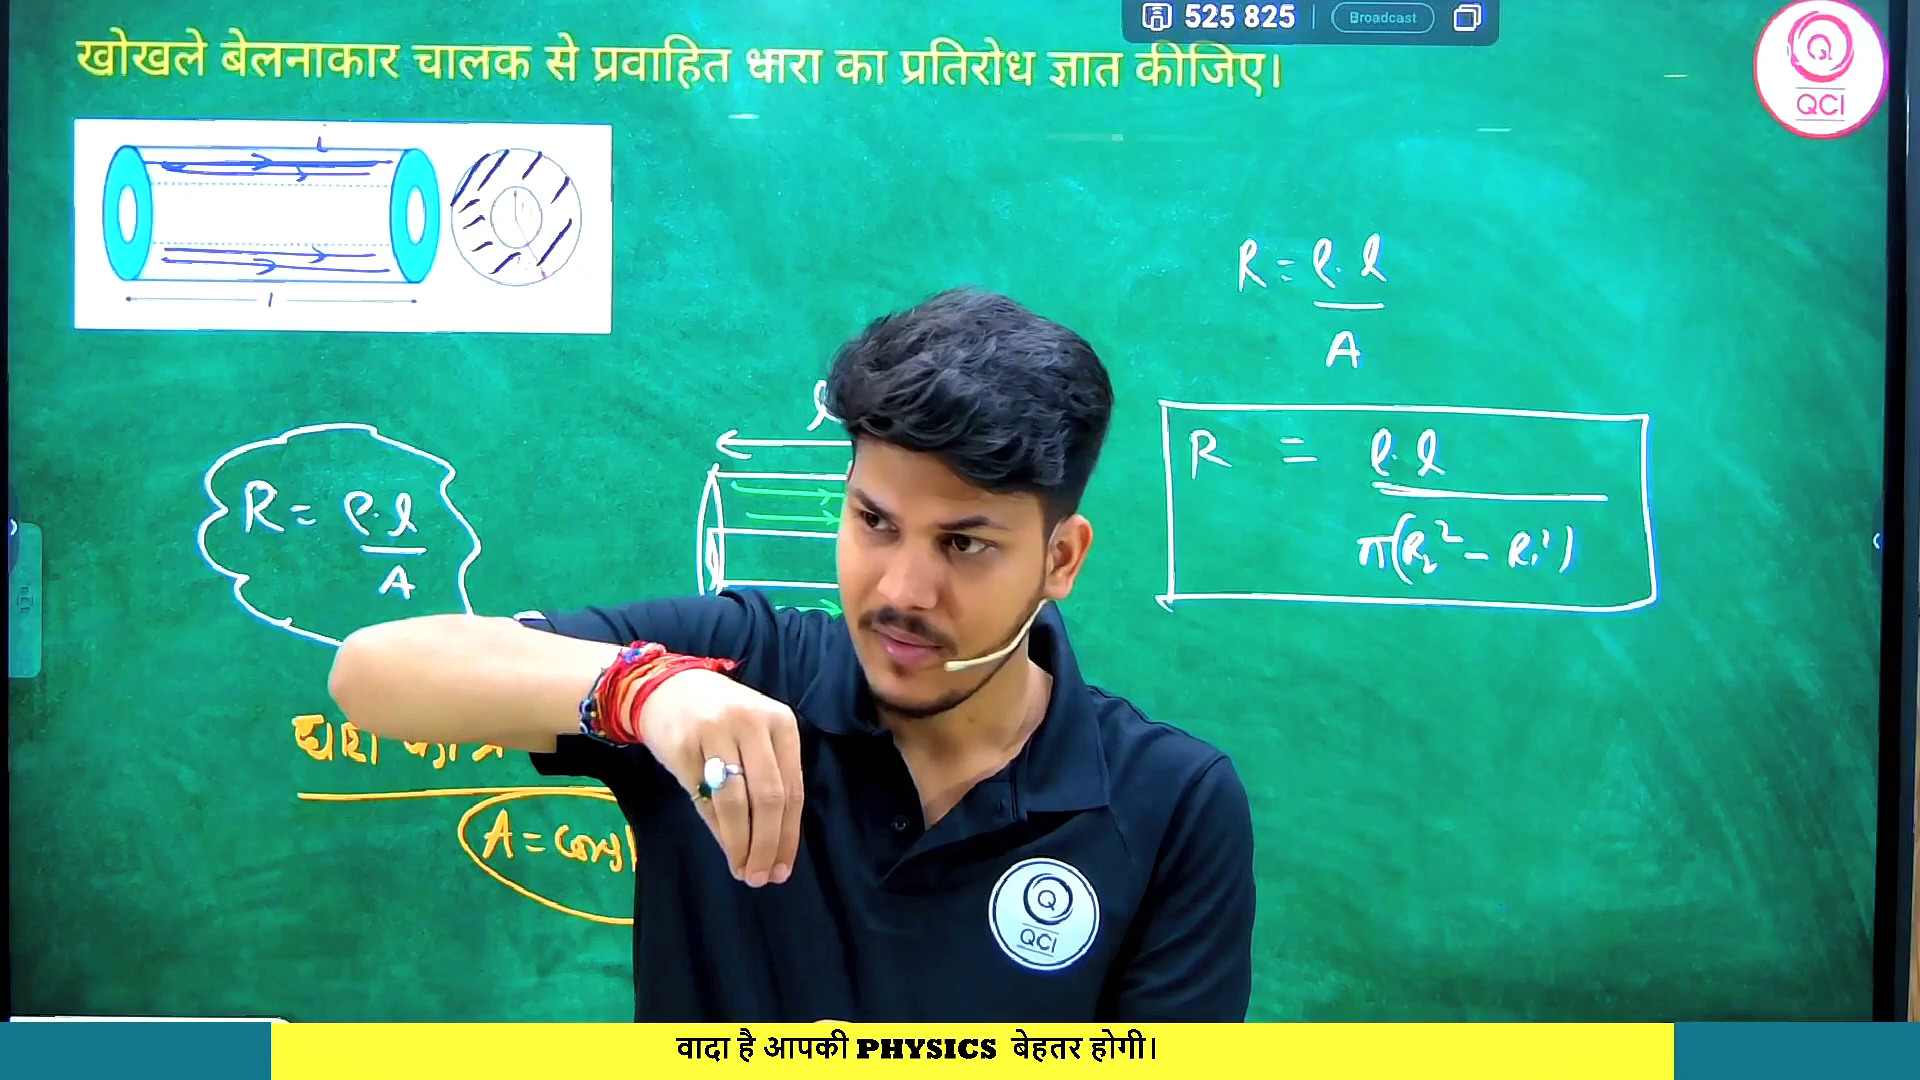 525 825 Broadcast
खोखले बेलनाकार चालक से प्रवाहित धारा का प्रतिरोध ज्ञात कीजिए।
QCI
L
l
R = ρ.l
A
l
R = ρ.l
A
R = ρ.l
π(R₂² - R₁²)
A =
QCI
वादा है आपकी PHYSICS बेहतर होगी।